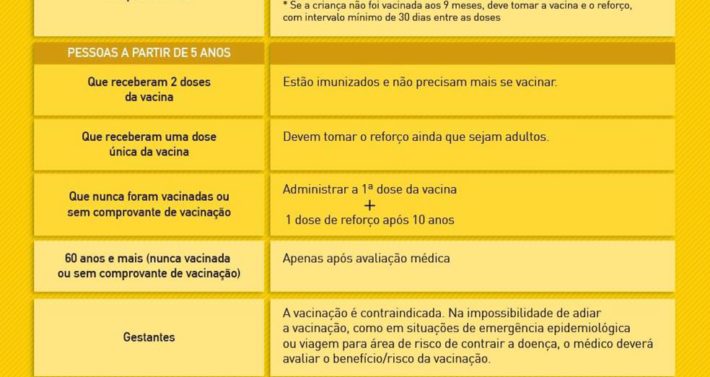 * Se a criança não foi vacinada aos 9 meses, deve tomar a vacina e o reforço,
com intervalo mínimo de 30 dias entre as doses
PESSOAS A PARTIR DE 5 ANOS
Que receberam 2 doses
da vacina
Estão imunizados e não precisam mais se vacinar.
Que receberam uma dose
única da vacina
Devem tomar o reforço ainda que sejam adultos.
Que nunca foram vacinadas ou
sem comprovante de vacinação
Administrar a 1ª dose da vacina
+
1 dose de reforço após 10 anos
60 anos e mais (nunca vacinada
ou sem comprovante de vacinação)
Apenas após avaliação médica
Gestantes
A vacinação é contraindicada. Na impossibilidade de adiar
a vacinação, como em situações de emergência epidemiológica
ou viagem para área de risco de contrair a doença, o médico deverá
avaliar o benefício/risco da vacinação.